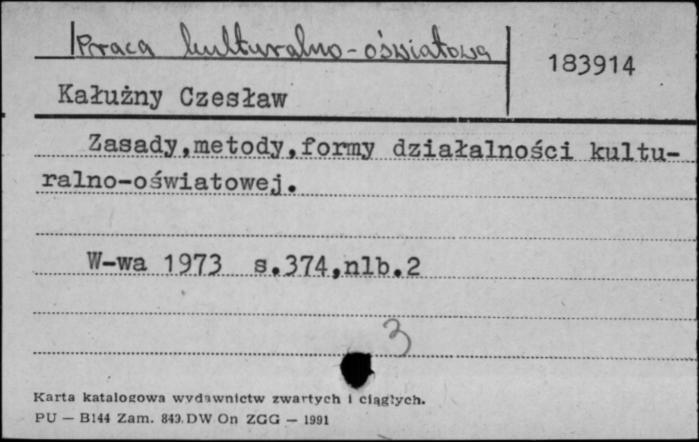 Praca kulturalno-oświatowa
183914
Kałużny Czesław
Zasady,metody,formy działalności kultu-
ralno-oświatowej.
W-wa 1973 s.374,nlb.2
3
Karta katalogowa wydawnictw zwartych i ciągłych.
PU — B144 Zam. 849.DW On ZGG — 1991